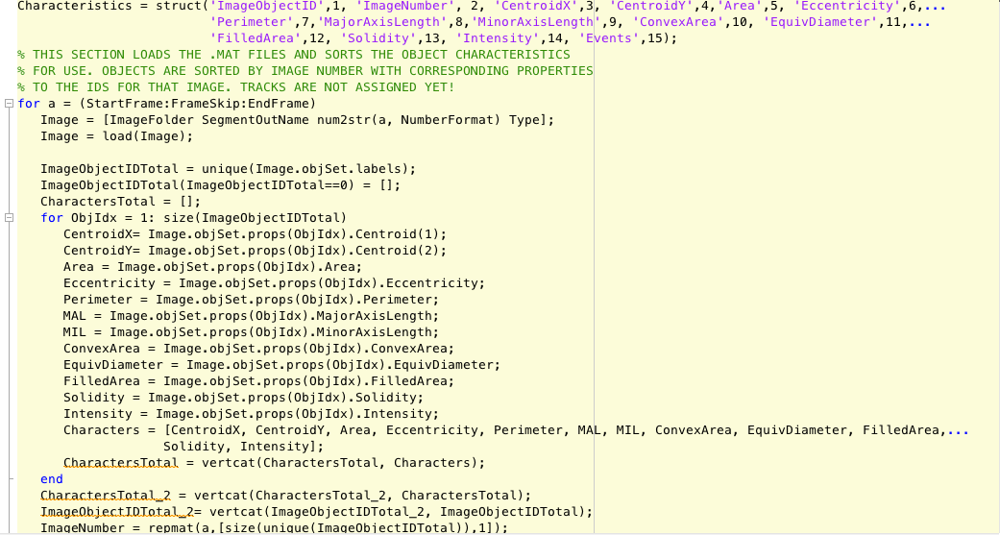 Characteristics = struct('ImageObjectID',1, 'ImageNumber', 2, 'CentroidX',3, 'CentroidY',4,'Area',5, 'Eccentricity',6,...
'Perimeter',7,'MajorAxisLength',8,'MinorAxisLength',9, 'ConvexArea',10, 'EquivDiameter',11,...
'FilledArea',12, 'Solidity',13, 'Intensity',14, 'Events',15);
% THIS SECTION LOADS THE .MAT FILES AND SORTS THE OBJECT CHARACTERISTICS
% FOR USE. OBJECTS ARE SORTED BY IMAGE NUMBER WITH CORRESPONDING PROPERTIES
% TO THE IDS FOR THAT IMAGE. TRACKS ARE NOT ASSIGNED YET!
for a = (StartFrame:FrameSkip:EndFrame)
Image = [ImageFolder SegmentOutName num2str(a, NumberFormat) Type];
Image = load(Image);
ImageObjectIDTotal = unique(Image.objSet.labels);
ImageObjectIDTotal(ImageObjectIDTotal==0) = [];
CharactersTotal = [];
for ObjIdx = 1: size(ImageObjectIDTotal)
CentroidX= Image.objSet.props(ObjIdx).Centroid(1);
CentroidY= Image.objSet.props(ObjIdx).Centroid(2);
Area = Image.objSet.props(ObjIdx).Area;
Eccentricity = Image.objSet.props(ObjIdx).Eccentricity;
Perimeter = Image.objSet.props(ObjIdx).Perimeter;
MAL = Image.objSet.props(ObjIdx).MajorAxisLength;
MIL = Image.objSet.props(ObjIdx).MinorAxisLength;
ConvexArea = Image.objSet.props(ObjIdx).ConvexArea;
EquivDiameter = Image.objSet.props(ObjIdx).EquivDiameter;
FilledArea = Image.objSet.props(ObjIdx).FilledArea;
Solidity = Image.objSet.props(ObjIdx).Solidity;
Intensity = Image.objSet.props(ObjIdx).Intensity;
Characters = [CentroidX, CentroidY, Area, Eccentricity, Perimeter, MAL, MIL, ConvexArea, EquivDiameter, FilledArea,...
Solidity, Intensity];
CharactersTotal = vertcat(CharactersTotal, Characters);
end
CharactersTotal_2 = vertcat(CharactersTotal_2, CharactersTotal);
ImageObjectIDTotal_2= vertcat(ImageObjectIDTotal_2, ImageObjectIDTotal);
ImageNumber = repmat(a,[size(unique(ImageObjectIDTotal)),1]);